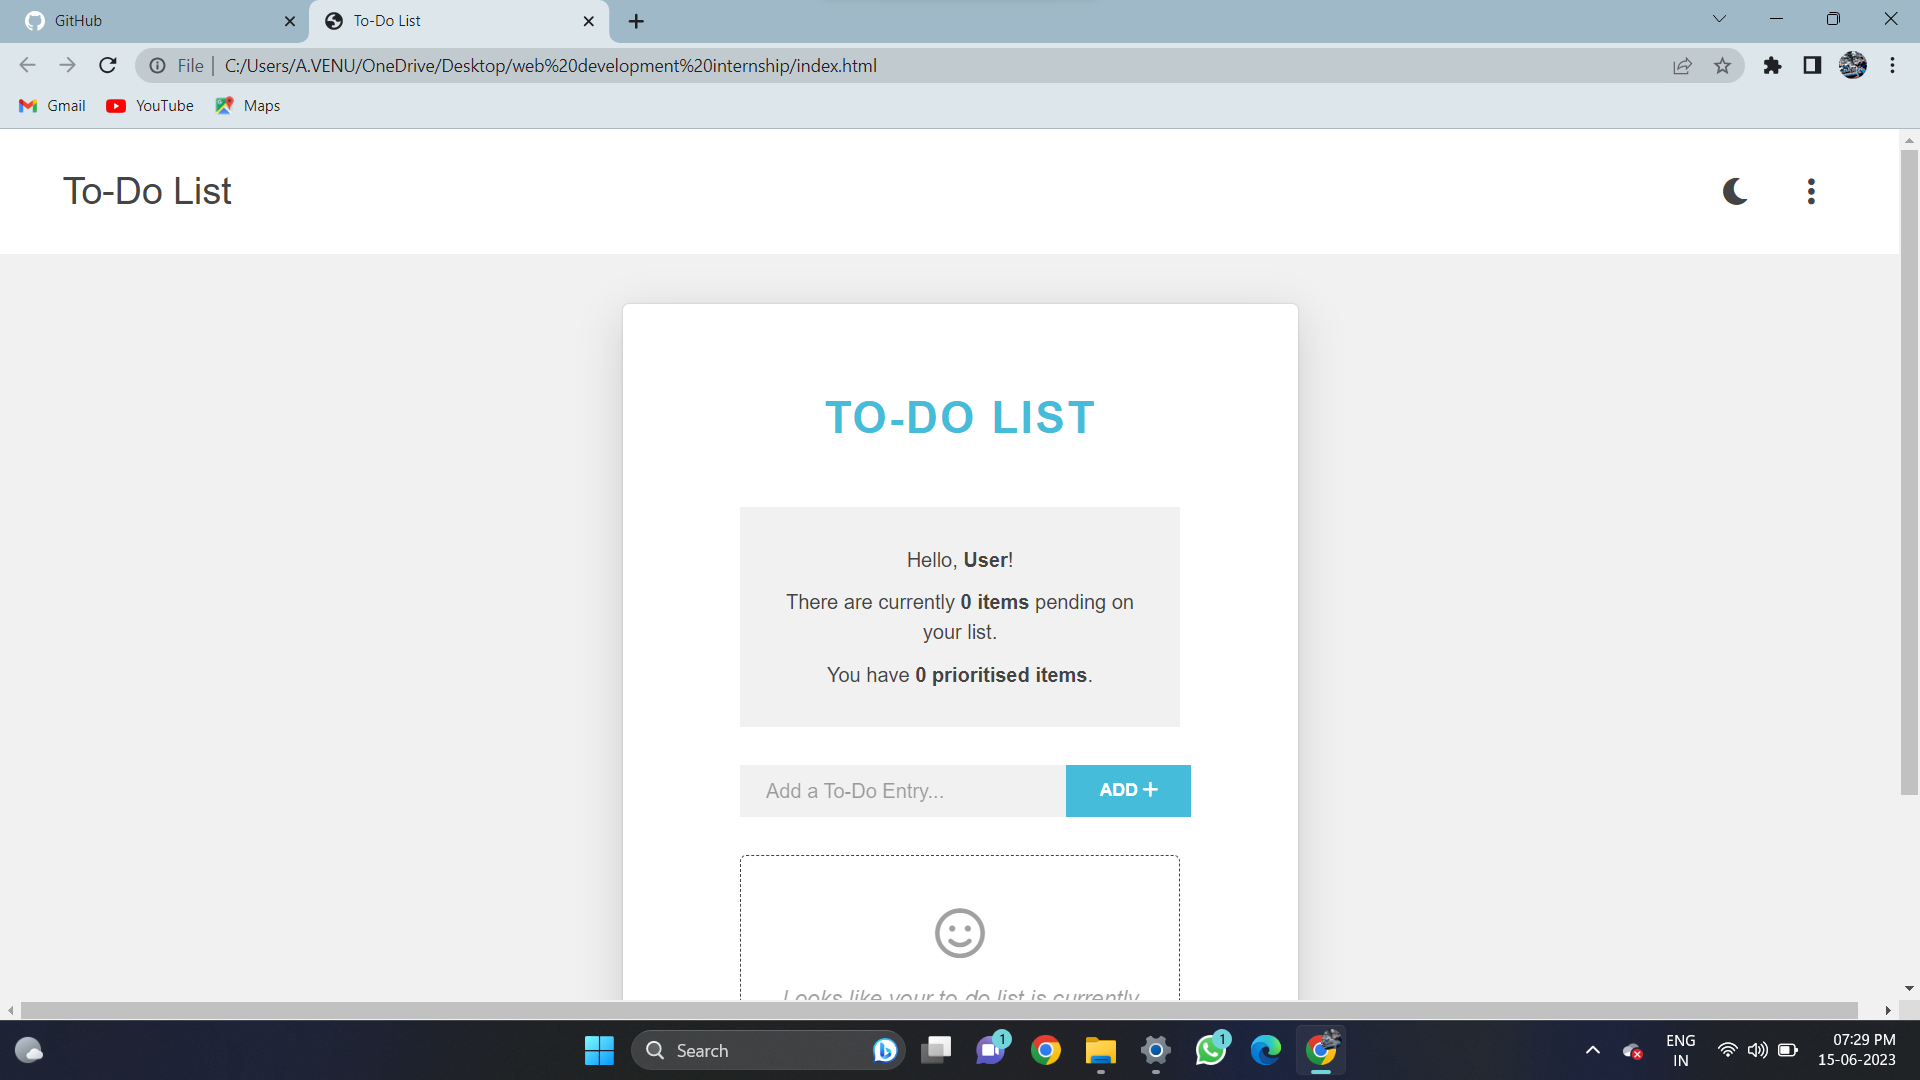 GitHub
To-Do List
File
C:/Users/A.VENU/OneDrive/Desktop/web%20development%20internship/index.html
Gmail
YouTube
Maps
To-Do List
TO-DO LIST
Hello, User!
There are currently 0 items pending on
your list.
You have 0 prioritised items.
Add a To-Do Entry...
ADD +
Looks like your to-do list is currently
Search
1
1
ENG
IN
07:29 PM
15-06-2023